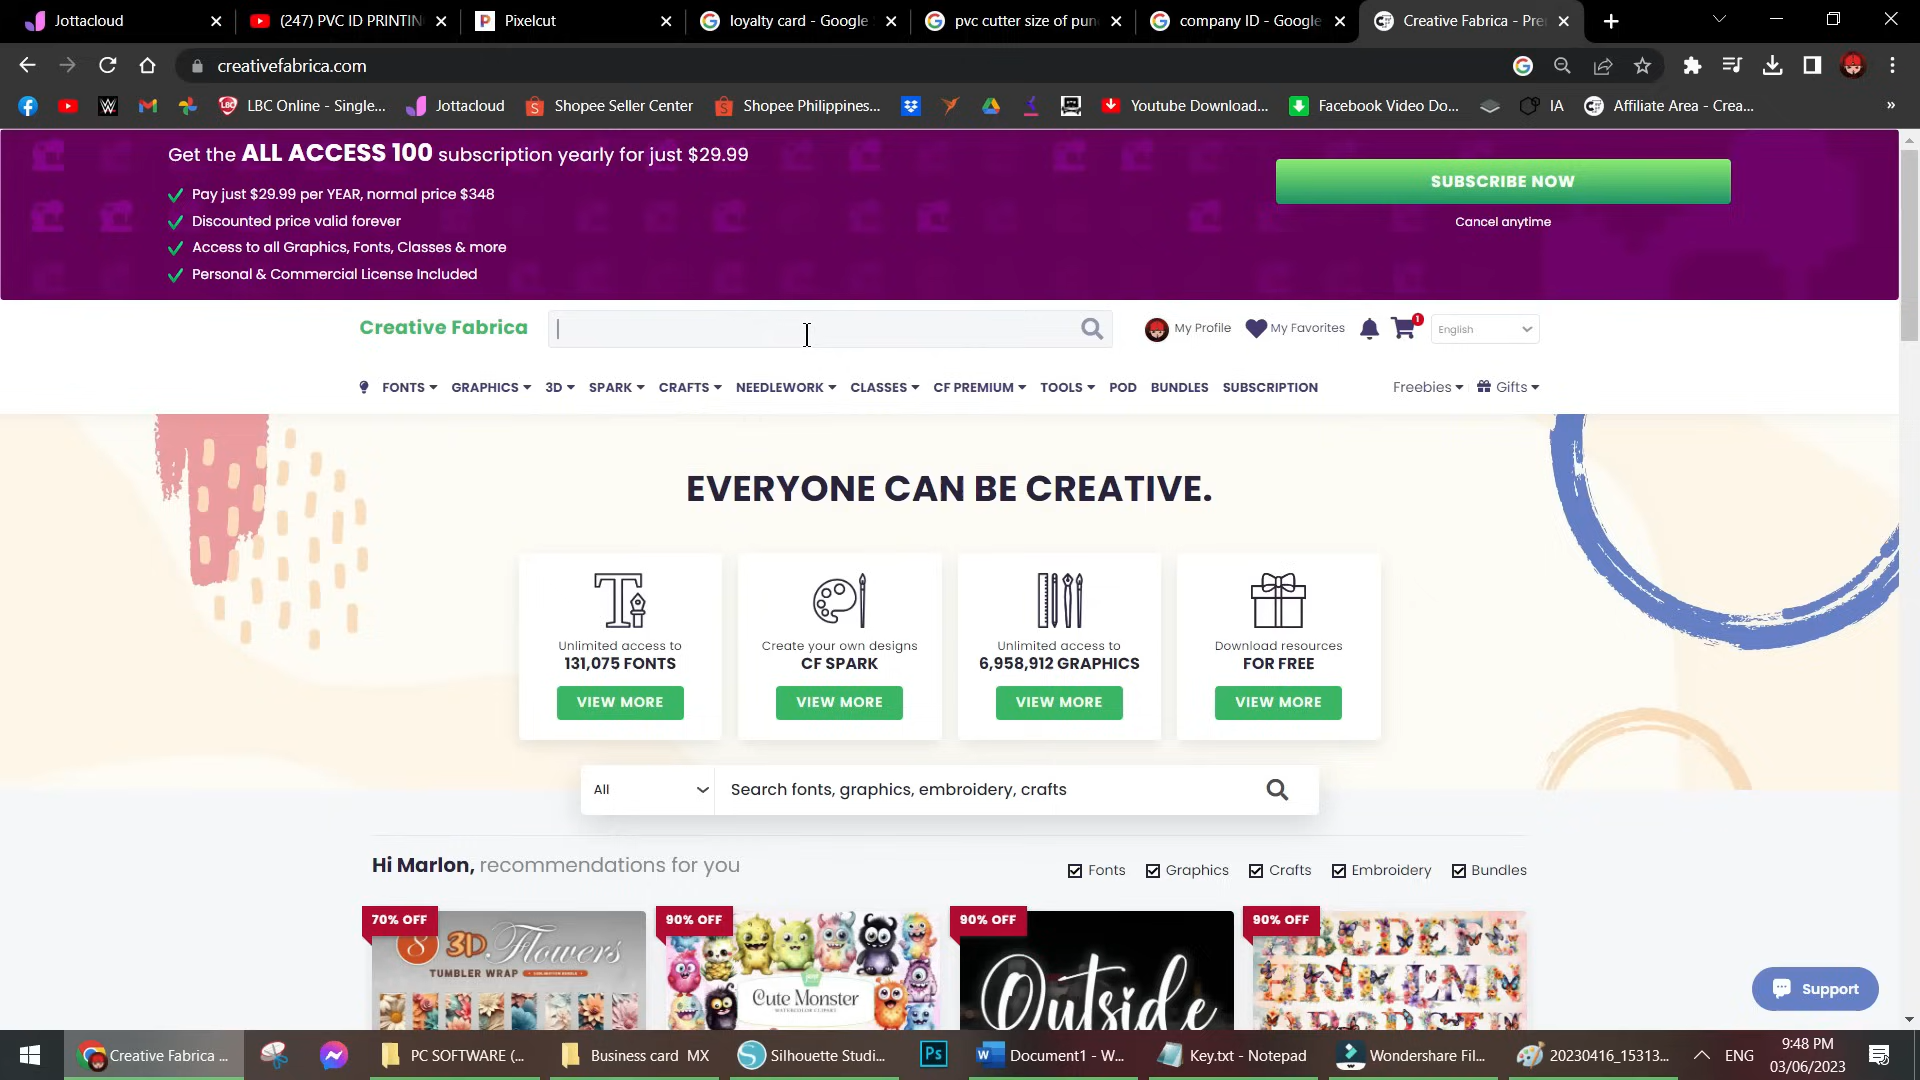 Jottacloud
(247) PVC ID PRINTIN
Pixelcut
loyalty card - Google S
pvc cutter size of pun
company ID - Google
Creative Fabrica - Pre
creativefabrica.com
LBC Online - Single...
Jottacloud
Shopee Seller Center
Shopee Philippines...
Youtube Download...
Facebook Video Do...
IA
Affiliate Area - Crea...
»
Get the ALL ACCESS 100 subscription yearly for just $29.99
Pay just $29.99 per YEAR, normal price $348
Discounted price valid forever
Access to all Graphics, Fonts, Classes & more
Personal & Commercial License Included
SUBSCRIBE NOW
Cancel anytime
Creative Fabrica
My Profile
My Favorites
1
English
FONTS
GRAPHICS
3D
SPARK
CRAFTS
NEEDLEWORK
CLASSES
CF PREMIUM
TOOLS
POD
BUNDLES
SUBSCRIPTION
Freebies
Gifts
EVERYONE CAN BE CREATIVE.
Unlimited access to
131,075 FONTS
VIEW MORE
Create your own designs
CF SPARK
VIEW MORE
Unlimited access to
6,958,912 GRAPHICS
VIEW MORE
Download resources
FOR FREE
VIEW MORE
All
Search fonts, graphics, embroidery, crafts
Hi Marlon, recommendations for you
Fonts
Graphics
Crafts
Embroidery
Bundles
70% OFF
8 3D Flowers
TUMBLER WRAP
90% OFF
Cute Monster
WATERCOLOR CLIPART
90% OFF
Outside
90% OFF
ABCDEFG
HIJKLMN
Support
Creative Fabrica ...
PC SOFTWARE (...
Business card MX
Silhouette Studi...
Ps
Document1 - W...
Key.txt - Notepad
Wondershare Fil...
20230416_15313...
ENG
9:48 PM
03/06/2023